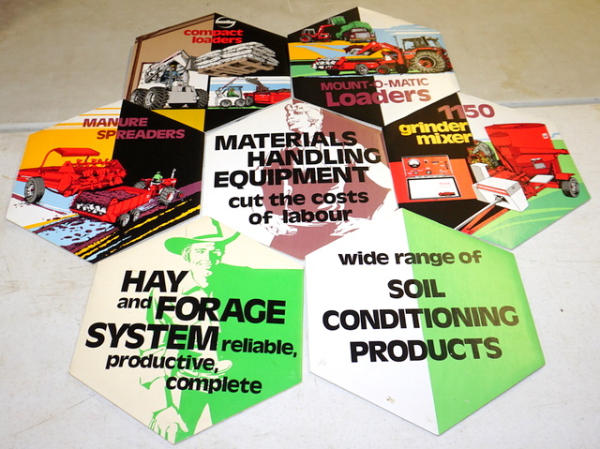 compact
loaders
MOUNT-O-MATIC
Loaders
MANURE
SPREADERS
MATERIALS
HANDLING
EQUIPMENT
cut the costs
of labour
1150
grinder
mixer
HAY
and FORAGE
SYSTEM reliable,
productive,
complete
wide range of
SOIL
CONDITIONING
PRODUCTS